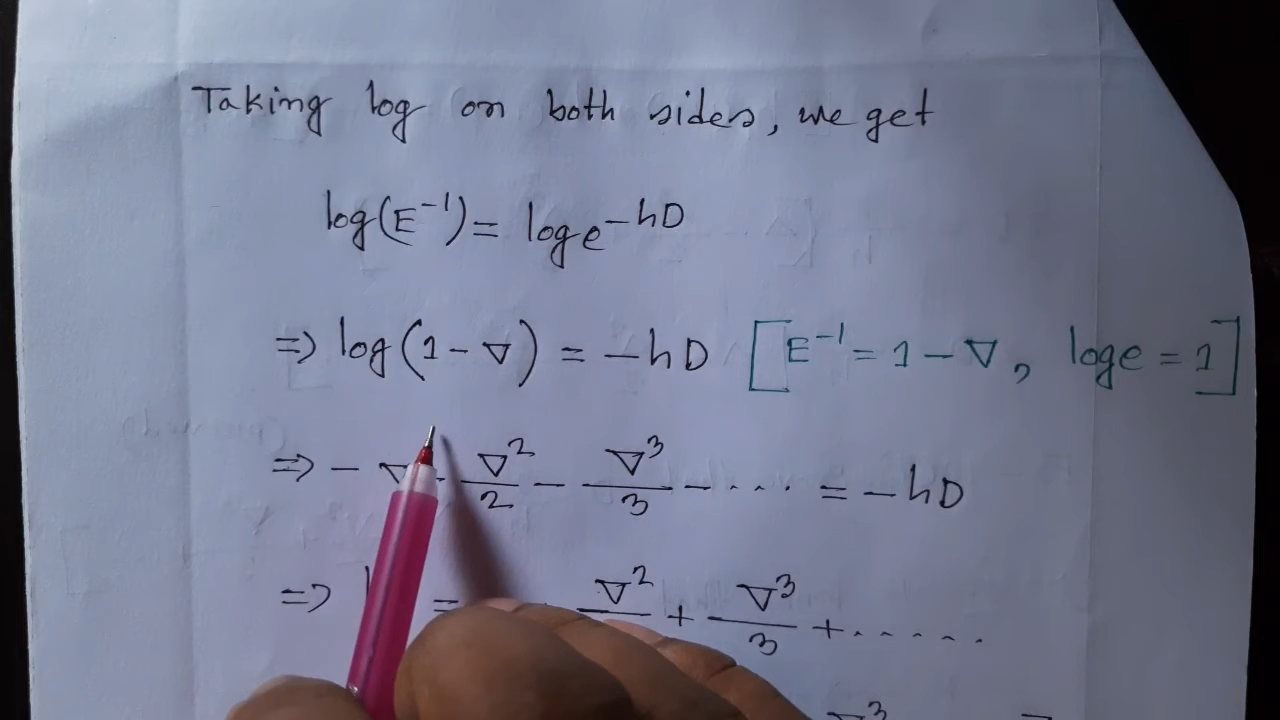 Taking log on both sides, we get
log(E⁻¹) = log e⁻ʰᴰ
⇒ log(1 - ∇) = -hD [E⁻¹ = 1 - ∇, log e = 1]
⇒ - ∇ - ∇²/2 - ∇³/3 - .... = -hD
⇒ = ∇² + ∇³/3 + ......
∇³